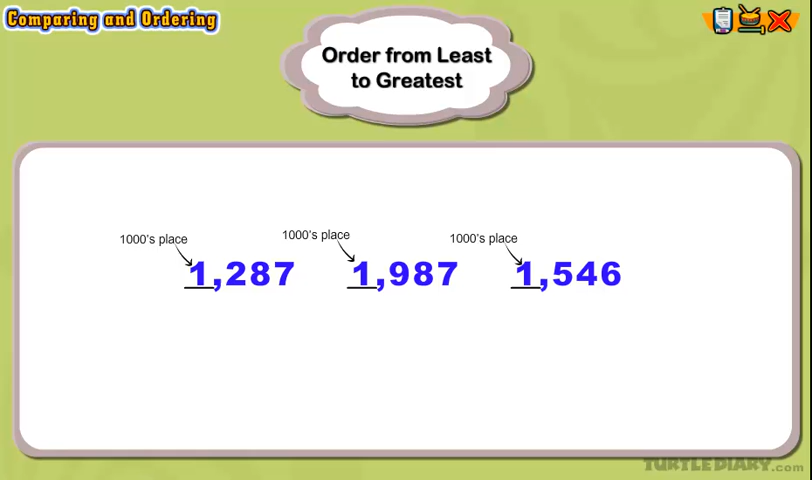 Comparing and Ordering
Order from Least
to Greatest
1000's place
1000's place
1000's place
1,287
1,987
1,546
TURTLEDIARY.com